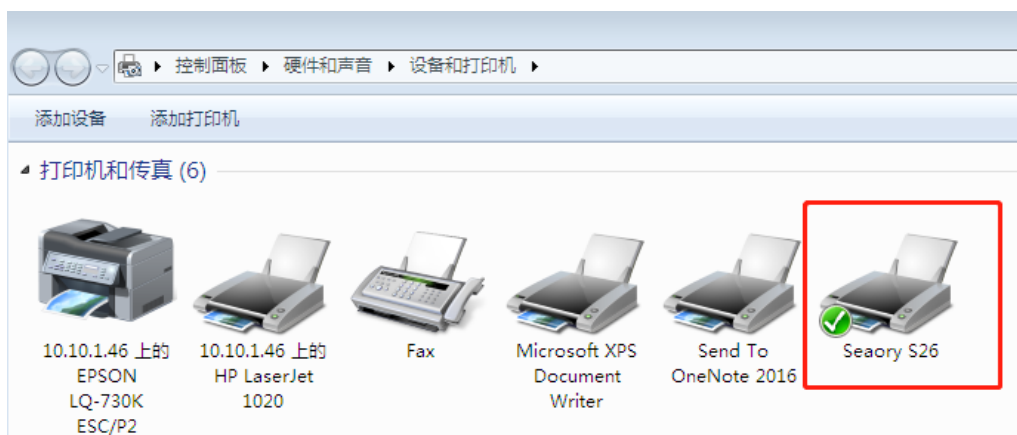 控制面板 ▸ 硬件和声音 ▸ 设备和打印机 ▸
添加设备 添加打印机
打印机和传真 (6)
10.10.1.46 上的
EPSON
LQ-730K
ESC/P2
10.10.1.46 上的
HP LaserJet
1020
Fax
Microsoft XPS
Document
Writer
Send To
OneNote 2016
Seaory S26